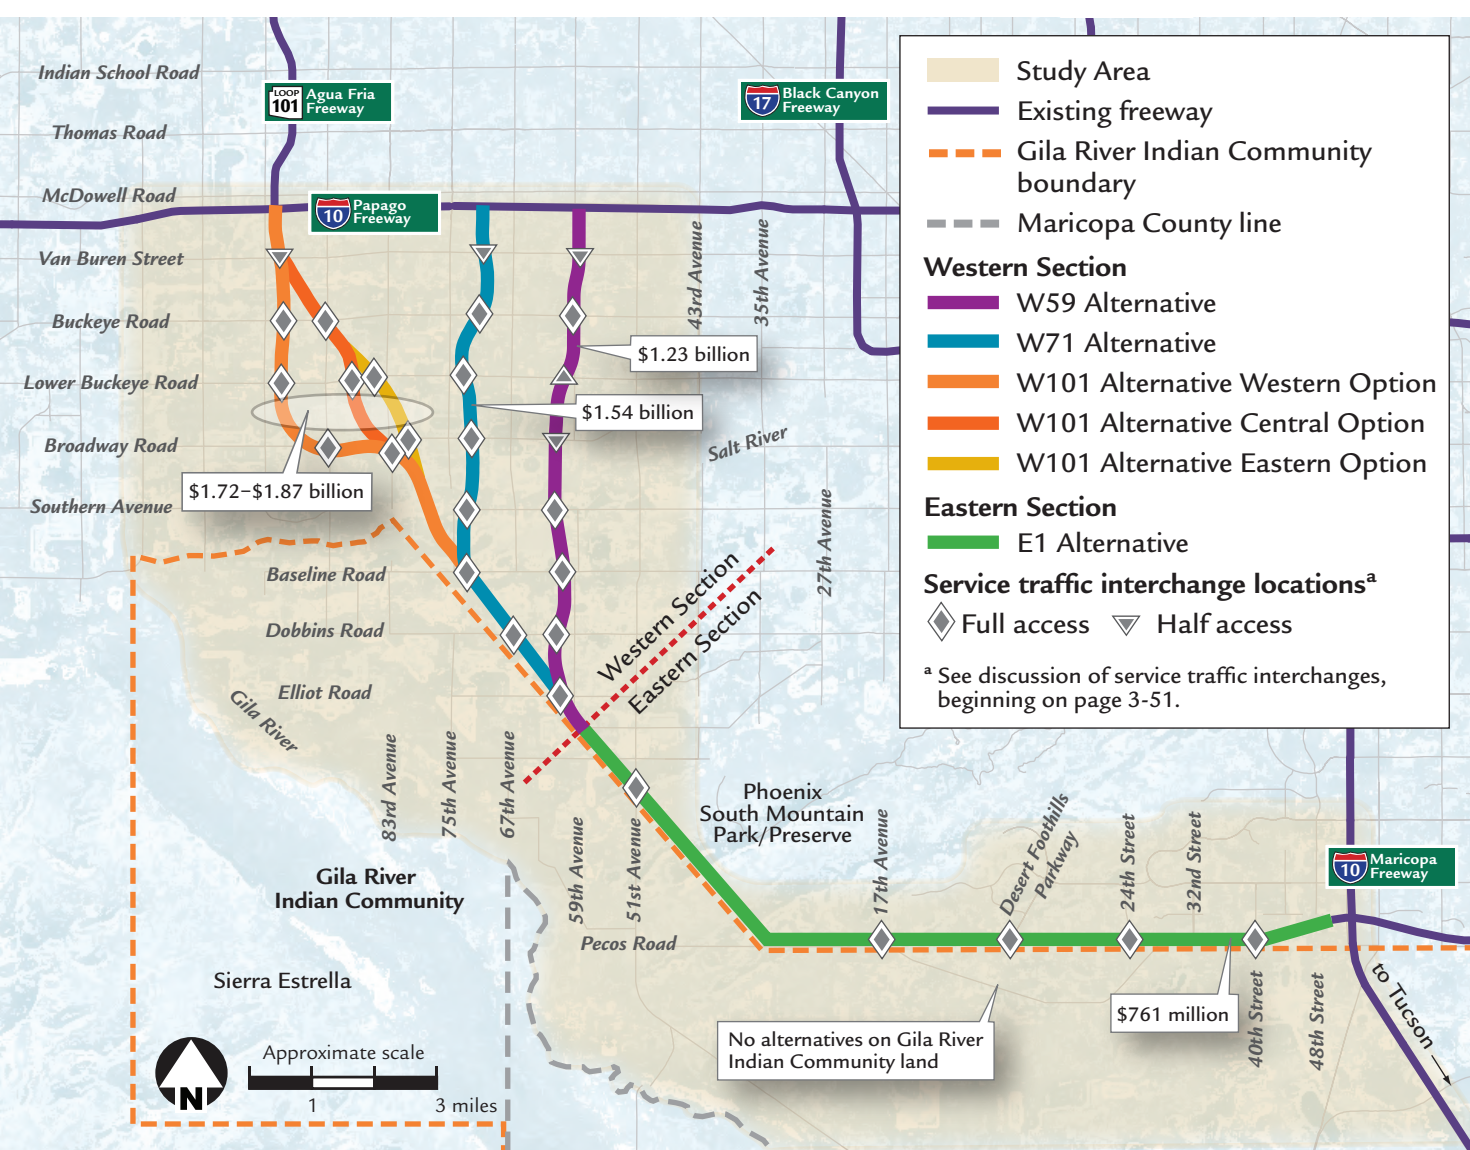 Indian School Road
Thomas Road
McDowell Road
Van Buren Street
Buckeye Road
Lower Buckeye Road
Broadway Road
Southern Avenue
Baseline Road
Dobbins Road
Elliot Road
Gila River
LOOP
101
Agua Fria
Freeway
17
Black Canyon
Freeway
10
Papago
Freeway
43rd Avenue
35th Avenue
$1.23 billion
$1.54 billion
$1.72–$1.87 billion
Salt River
27th Avenue
Western Section
Eastern Section
83rd Avenue
75th Avenue
67th Avenue
59th Avenue
51st Avenue
Phoenix
South Mountain
Park/Preserve
17th Avenue
Desert Foothills
Parkway
24th Street
32nd Street
10
Maricopa
Freeway
Gila River
Indian Community
Pecos Road
Sierra Estrella
$761 million
40th Street
48th Street
to Tucson
No alternatives on Gila River
Indian Community land
N
Approximate scale
1
3 miles
Study Area
Existing freeway
Gila River Indian Community
boundary
Maricopa County line
Western Section
W59 Alternative
W71 Alternative
W101 Alternative Western Option
W101 Alternative Central Option
W101 Alternative Eastern Option
Eastern Section
E1 Alternative
Service traffic interchange locationsª
Full access
Half access
ª See discussion of service traffic interchanges,
beginning on page 3-51.